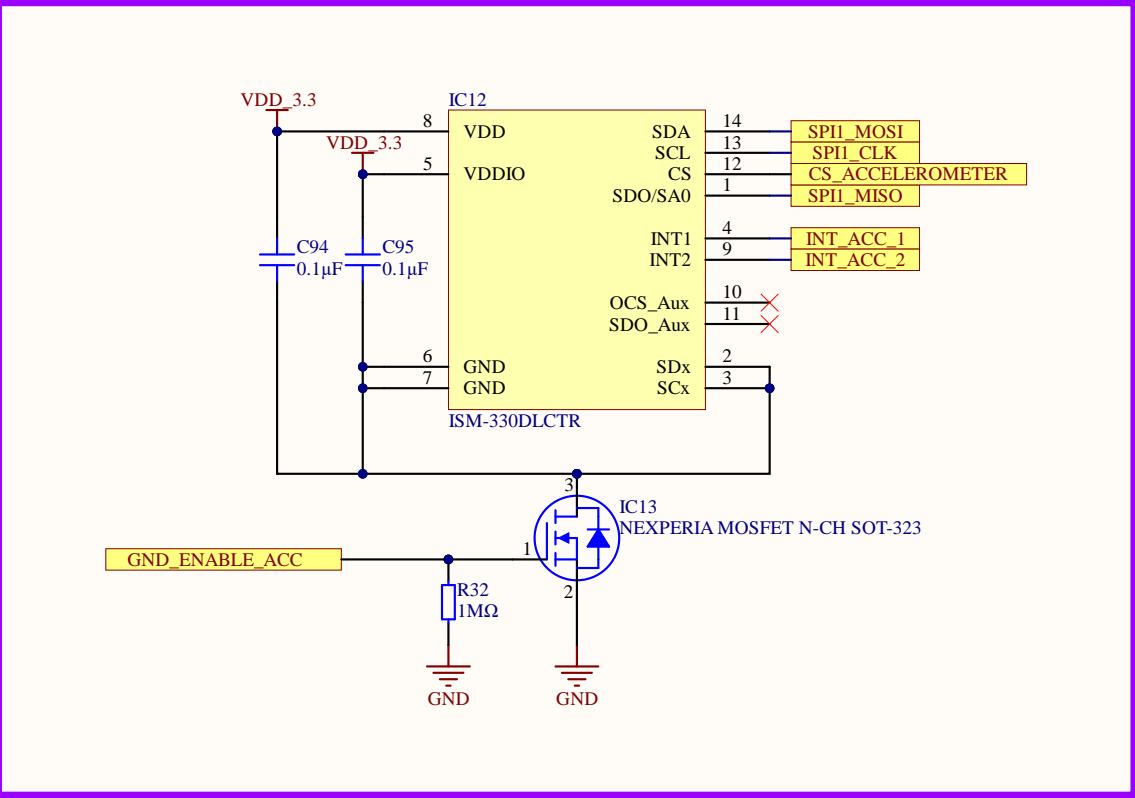 VDD_3.3
IC12
8 VDD SDA 14 SPI1_MOSI
VDD_3.3
SCL 13 SPI1_CLK
5 VDDIO CS 12 CS_ACCELEROMETER
SDO/SA0 1 SPI1_MISO
INT1 4 INT_ACC_1
C94 C95
INT2 9 INT_ACC_2
0.1µF 0.1µF
OCS_Aux 10
SDO_Aux 11
6 GND SDx 2
7 GND SCx 3
ISM-330DLCTR
3
IC13
NEXPERIA MOSFET N-CH SOT-323
GND_ENABLE_ACC 1
R32 2
1MΩ
GND GND